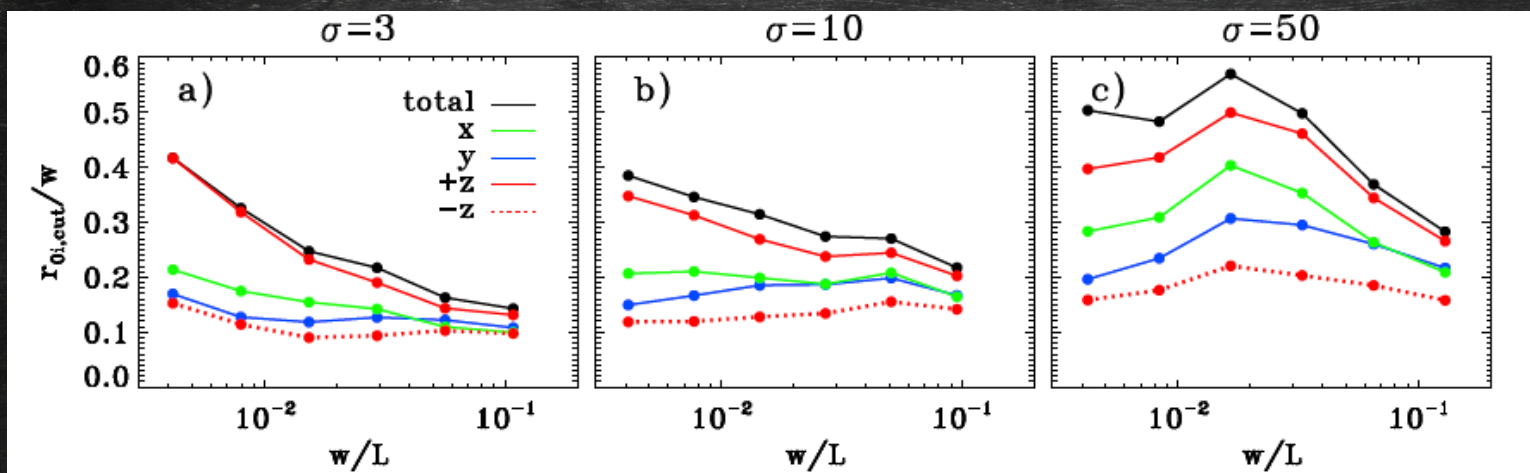 σ=3 σ=10 σ=50
a) b) c)
total
x
y
+z
−z
r0i,cut/w
0.6
0.5
0.4
0.3
0.2
0.1
0.0
10−2 10−1 10−2 10−1 10−2 10−1
w/L w/L w/L